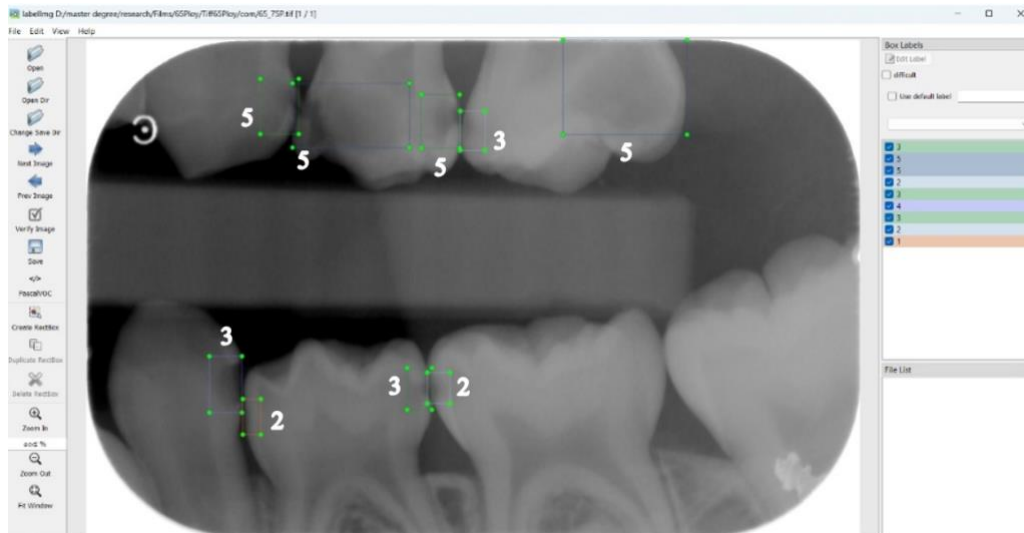 labelImg D:/master degree/research/Films/65Ploy/Tiff65Ploy/com/65_75P.tif [1 / 1]
File Edit View Help
Open
Open Dir
Change Save Dir
Next Image
Prev Image
Verify Image
Save
</>
PascalVOC
Create RectBox
Duplicate RectBox
Delete RectBox
Zoom In
Zoom Out
Fit Window
5
5
5
3
5
3
2
3
2
Box Labels
Edit Label
difficult
Use default label
3
5
5
2
3
4
3
2
1
File List